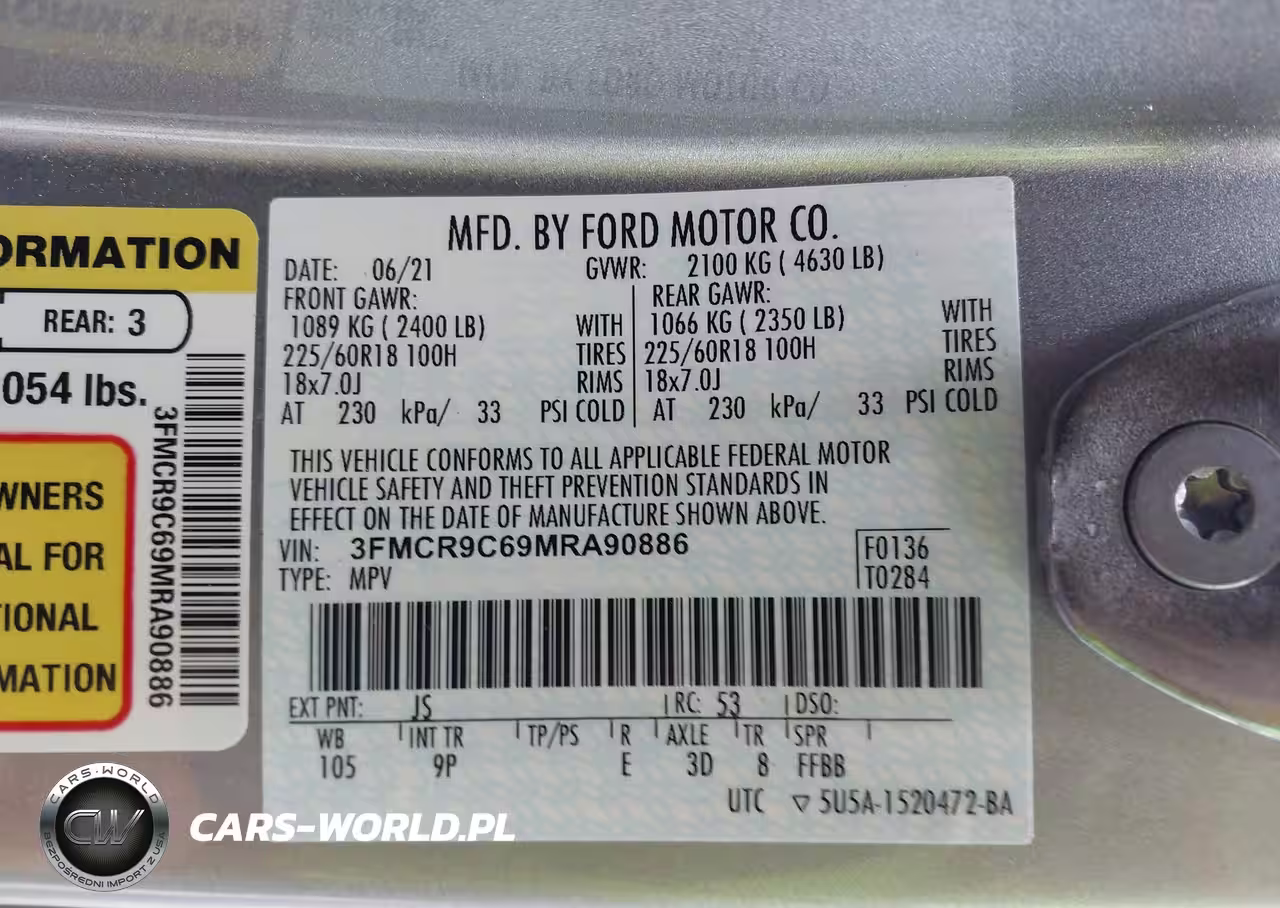 ORMATION
REAR: 3
054 lbs.
3FMCR9C69MRA90886
WNERS
AL FOR
TIONAL
MATION
MFD. BY FORD MOTOR CO.
DATE: 06/21 GVWR: 2100 KG ( 4630 LB)
FRONT GAWR: REAR GAWR:
1089 KG ( 2400 LB) WITH 1066 KG ( 2350 LB) WITH
225/60R18 100H TIRES 225/60R18 100H TIRES
18x7.0J RIMS 18x7.0J RIMS
AT 230 kPa/ 33 PSI COLD AT 230 kPa/ 33 PSI COLD
THIS VEHICLE CONFORMS TO ALL APPLICABLE FEDERAL MOTOR
VEHICLE SAFETY AND THEFT PREVENTION STANDARDS IN
EFFECT ON THE DATE OF MANUFACTURE SHOWN ABOVE.
VIN: 3FMCR9C69MRA90886 F0136
TYPE: MPV T0284
EXT PNT: JS RC: 53 DSO:
WB INT TR TP/PS R AXLE TR SPR
105 9P E 3D 8 FFBB
UTC ▽ 5U5A-1520472-BA
CARS-WORLD
CW
BEZPOŚREDNI IMPORT Z USA
CARS-WORLD.PL